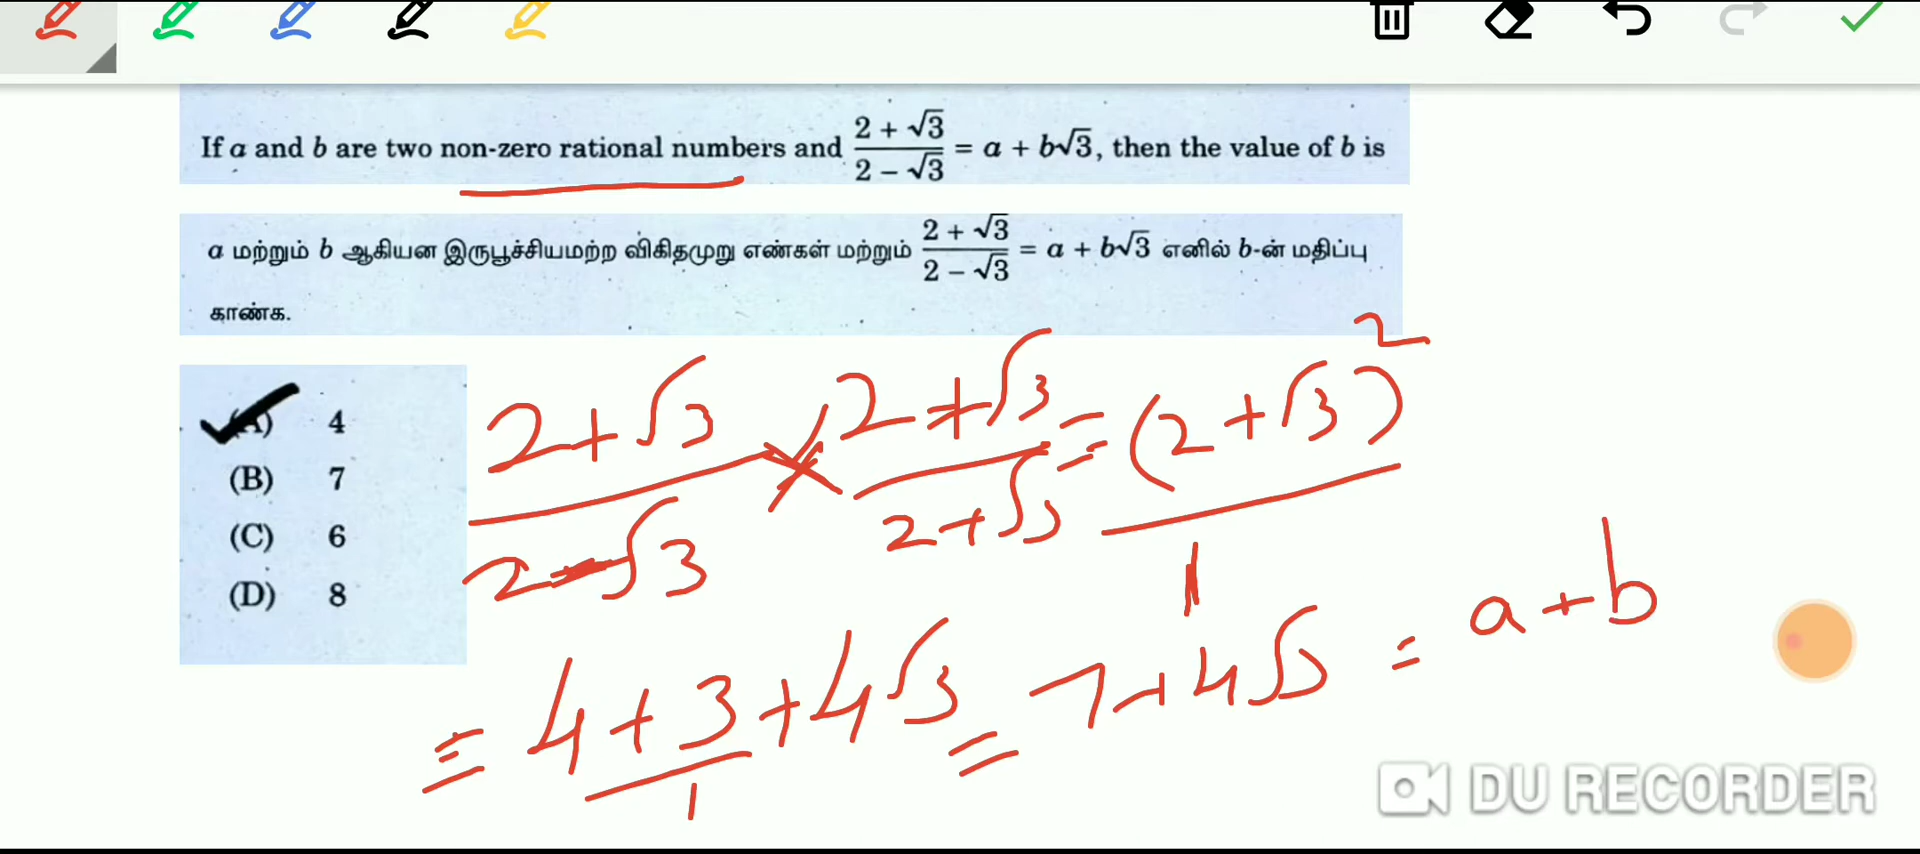 If a and b are two non-zero rational numbers and (2 + √3)/(2 − √3) = a + b√3, then the value of b is
a மற்றும் b ஆகியன இருபூச்சியமற்ற விகிதமுறு எண்கள் மற்றும் (2 + √3)/(2 − √3) = a + b√3 எனில் b-ன் மதிப்பு
காண்க.
(A) 4
(B) 7
(C) 6
(D) 8
(2+√3)/(2-√3) × (2+√3)/(2+√3) = (2+√3)²/1
= (4+3)/1 +4√3 = 7+4√3 = a+b
DU RECORDER